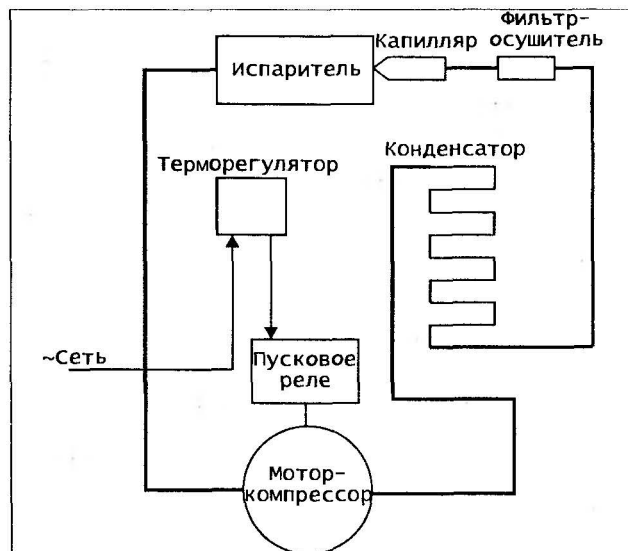 Фильтр-
осушитель
Капилляр
Испаритель
Конденсатор
Терморегулятор
~Сеть
Пусковое
реле
Мотор-
компрессор